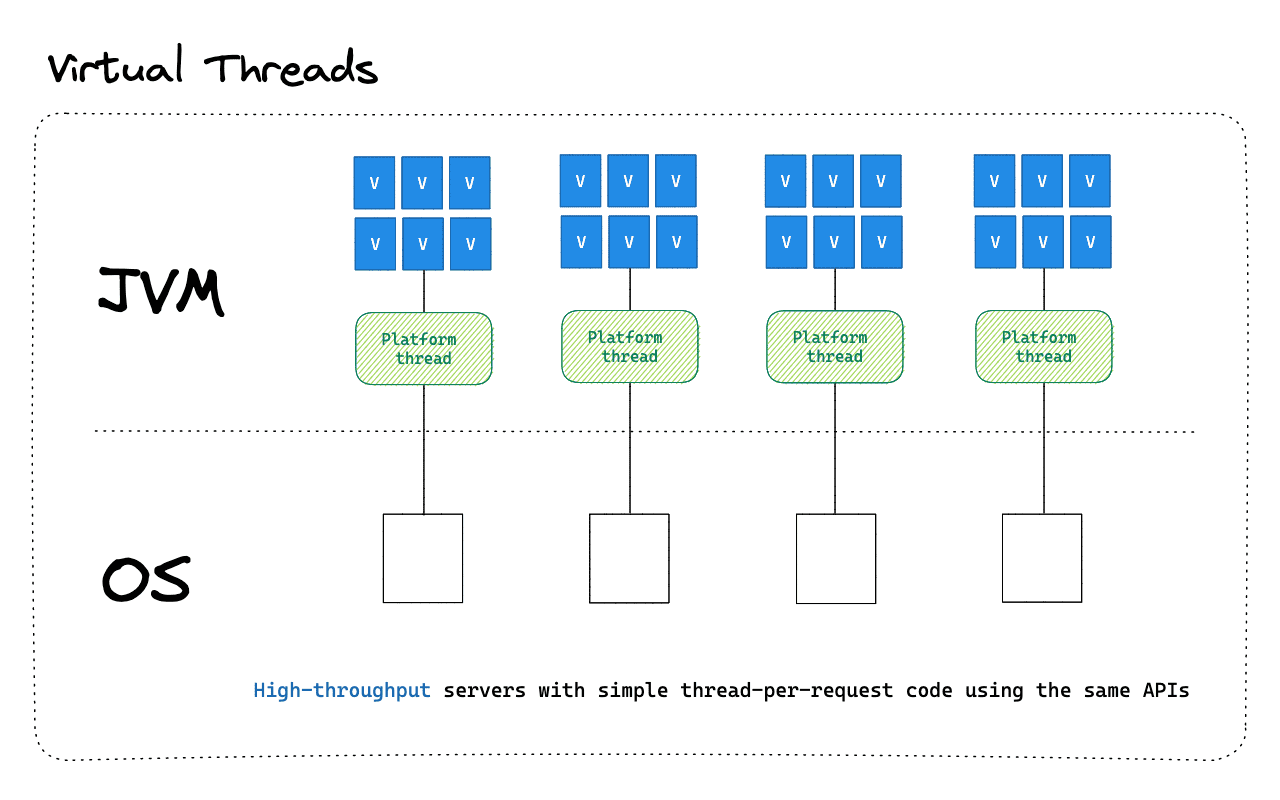 Virtual Threads
V V V V V V V V V V V V
V V V V V V V V V V V V
JVM
Platform thread Platform thread Platform thread Platform thread
OS
High-throughput servers with simple thread-per-request code using the same APIs